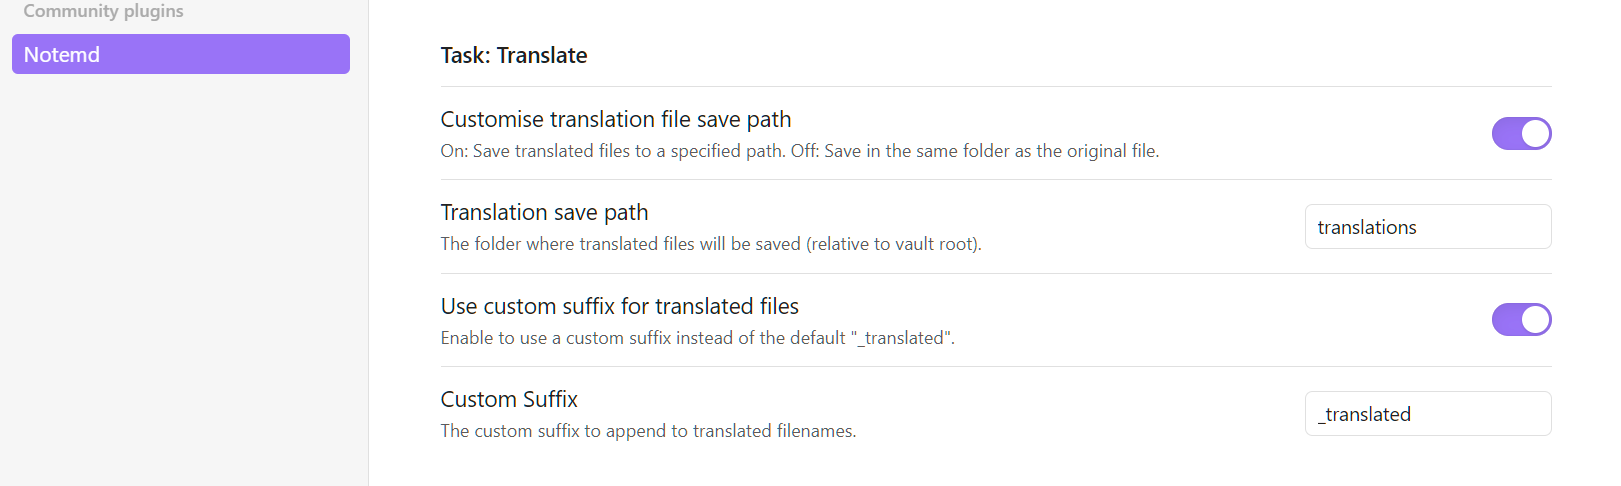 Community plugins
Notemd
Task: Translate
Customise translation file save path
On: Save translated files to a specified path. Off: Save in the same folder as the original file.
Translation save path
The folder where translated files will be saved (relative to vault root).
translations
Use custom suffix for translated files
Enable to use a custom suffix instead of the default "_translated".
Custom Suffix
The custom suffix to append to translated filenames.
_translated